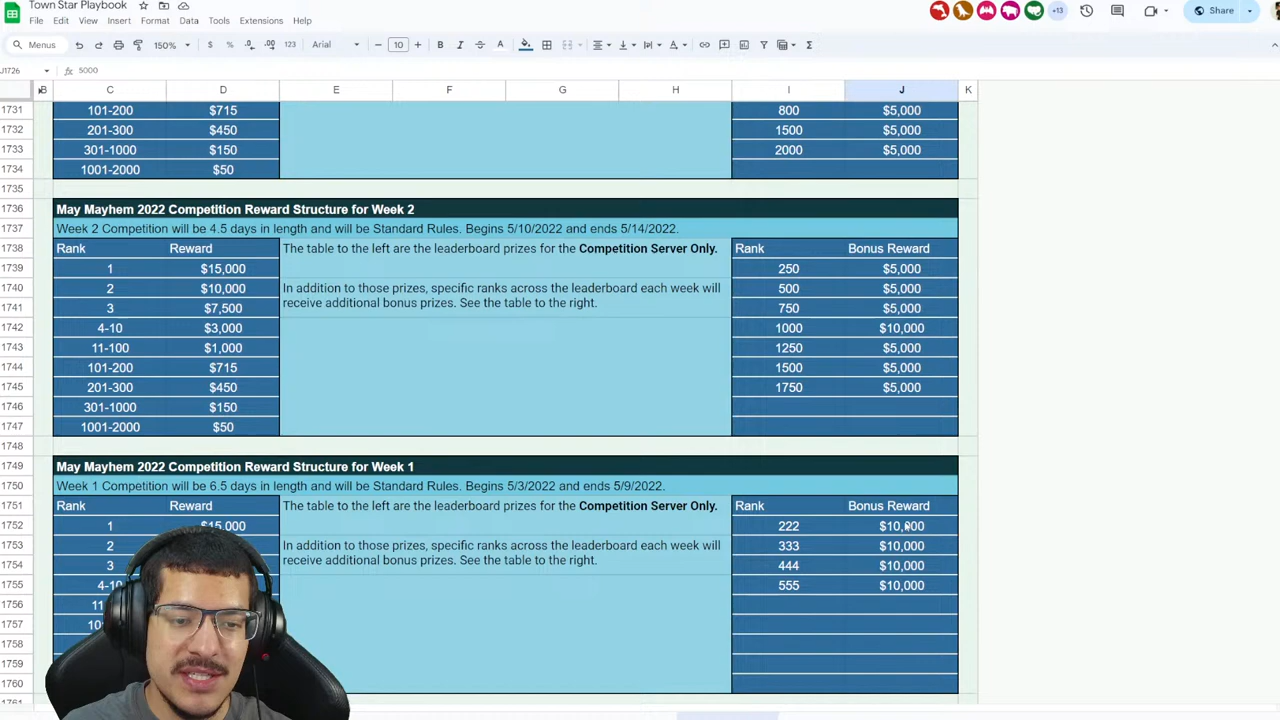 Town Star Playbook
File Edit View Insert Format Data Tools Extensions Help
+13
Share
Menus
150%
$ % .0 .00 123
Arial
10
B I
J1726
5000
B C D E F G H I J K
1731 101-200 $715 800 $5,000
1732 201-300 $450 1500 $5,000
1733 301-1000 $150 2000 $5,000
1734 1001-2000 $50
1735
1736 May Mayhem 2022 Competition Reward Structure for Week 2
1737 Week 2 Competition will be 4.5 days in length and will be Standard Rules. Begins 5/10/2022 and ends 5/14/2022.
1738 Rank Reward The table to the left are the leaderboard prizes for the Competition Server Only. Rank Bonus Reward
1739 1 $15,000 250 $5,000
1740 2 $10,000 In addition to those prizes, specific ranks across the leaderboard each week will 500 $5,000
receive additional bonus prizes. See the table to the right.
1741 3 $7,500 750 $5,000
1742 4-10 $3,000 1000 $10,000
1743 11-100 $1,000 1250 $5,000
1744 101-200 $715 1500 $5,000
1745 201-300 $450 1750 $5,000
1746 301-1000 $150
1747 1001-2000 $50
1748
1749 May Mayhem 2022 Competition Reward Structure for Week 1
1750 Week 1 Competition will be 6.5 days in length and will be Standard Rules. Begins 5/3/2022 and ends 5/9/2022.
1751 Rank Reward The table to the left are the leaderboard prizes for the Competition Server Only. Rank Bonus Reward
1752 1 $15,000 222 $10,000
1753 2 In addition to those prizes, specific ranks across the leaderboard each week will 333 $10,000
receive additional bonus prizes. See the table to the right.
1754 3 444 $10,000
1755 4-10 555 $10,000
1756 11
1757 10
1758
1759
1760
1761